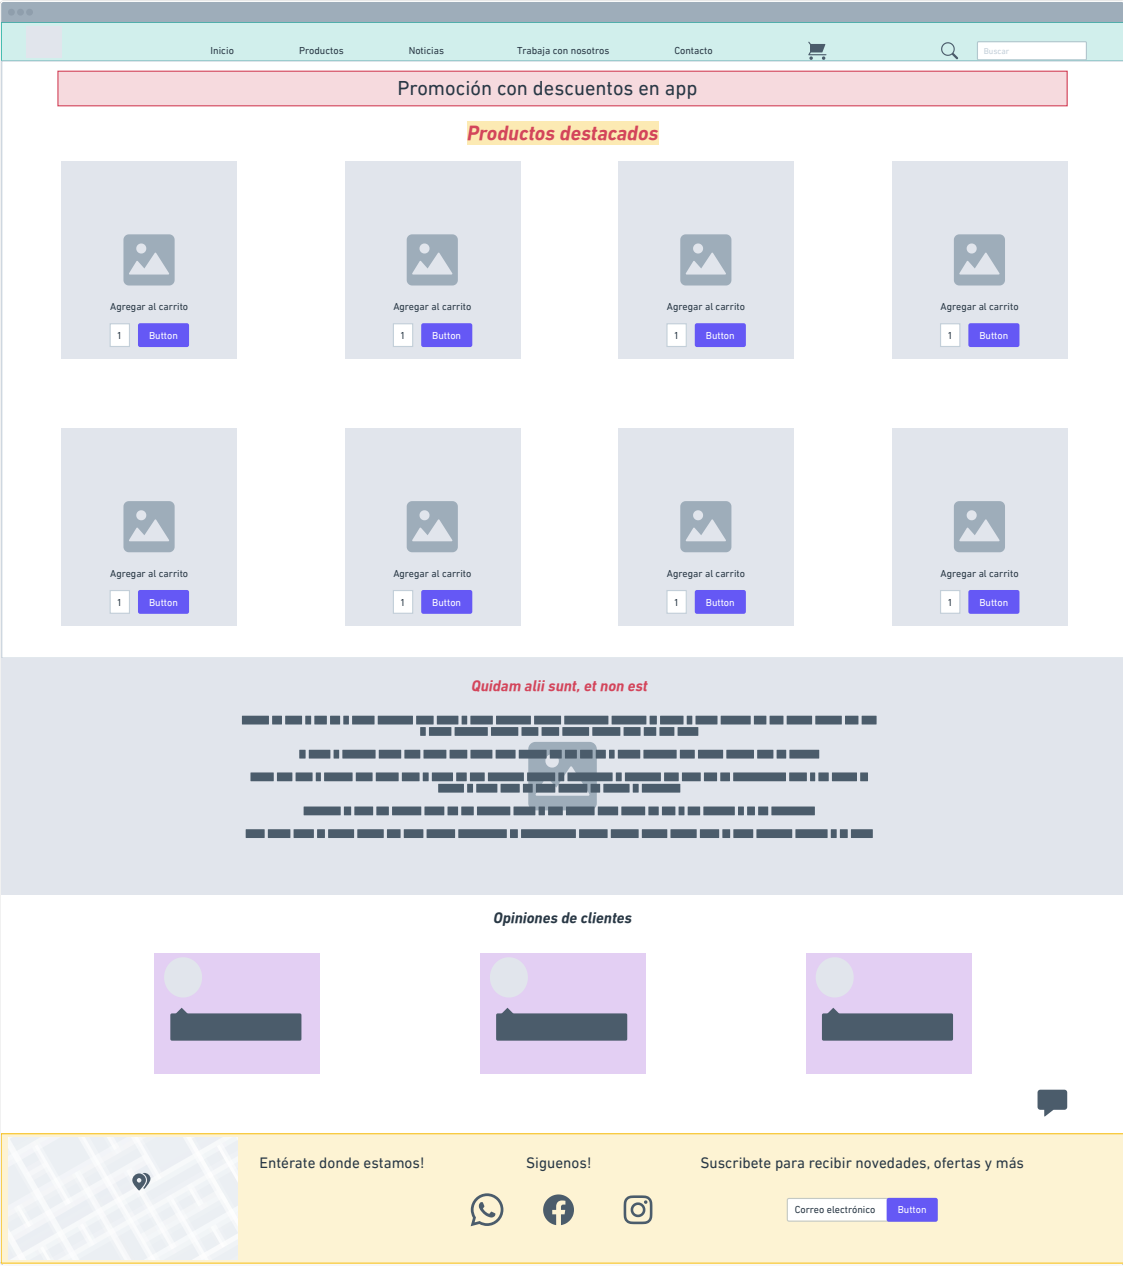 Inicio
Productos
Noticias
Trabaja con nosotros
Contacto
Buscar
Promoción con descuentos en app
Productos destacados
Agregar al carrito
1
Button
Agregar al carrito
1
Button
Agregar al carrito
1
Button
Agregar al carrito
1
Button
Agregar al carrito
1
Button
Agregar al carrito
1
Button
Agregar al carrito
1
Button
Agregar al carrito
1
Button
Quidam alii sunt, et non est
Opiniones de clientes
Entérate donde estamos!
Siguenos!
Suscribete para recibir novedades, ofertas y más
Correo electrónico
Button